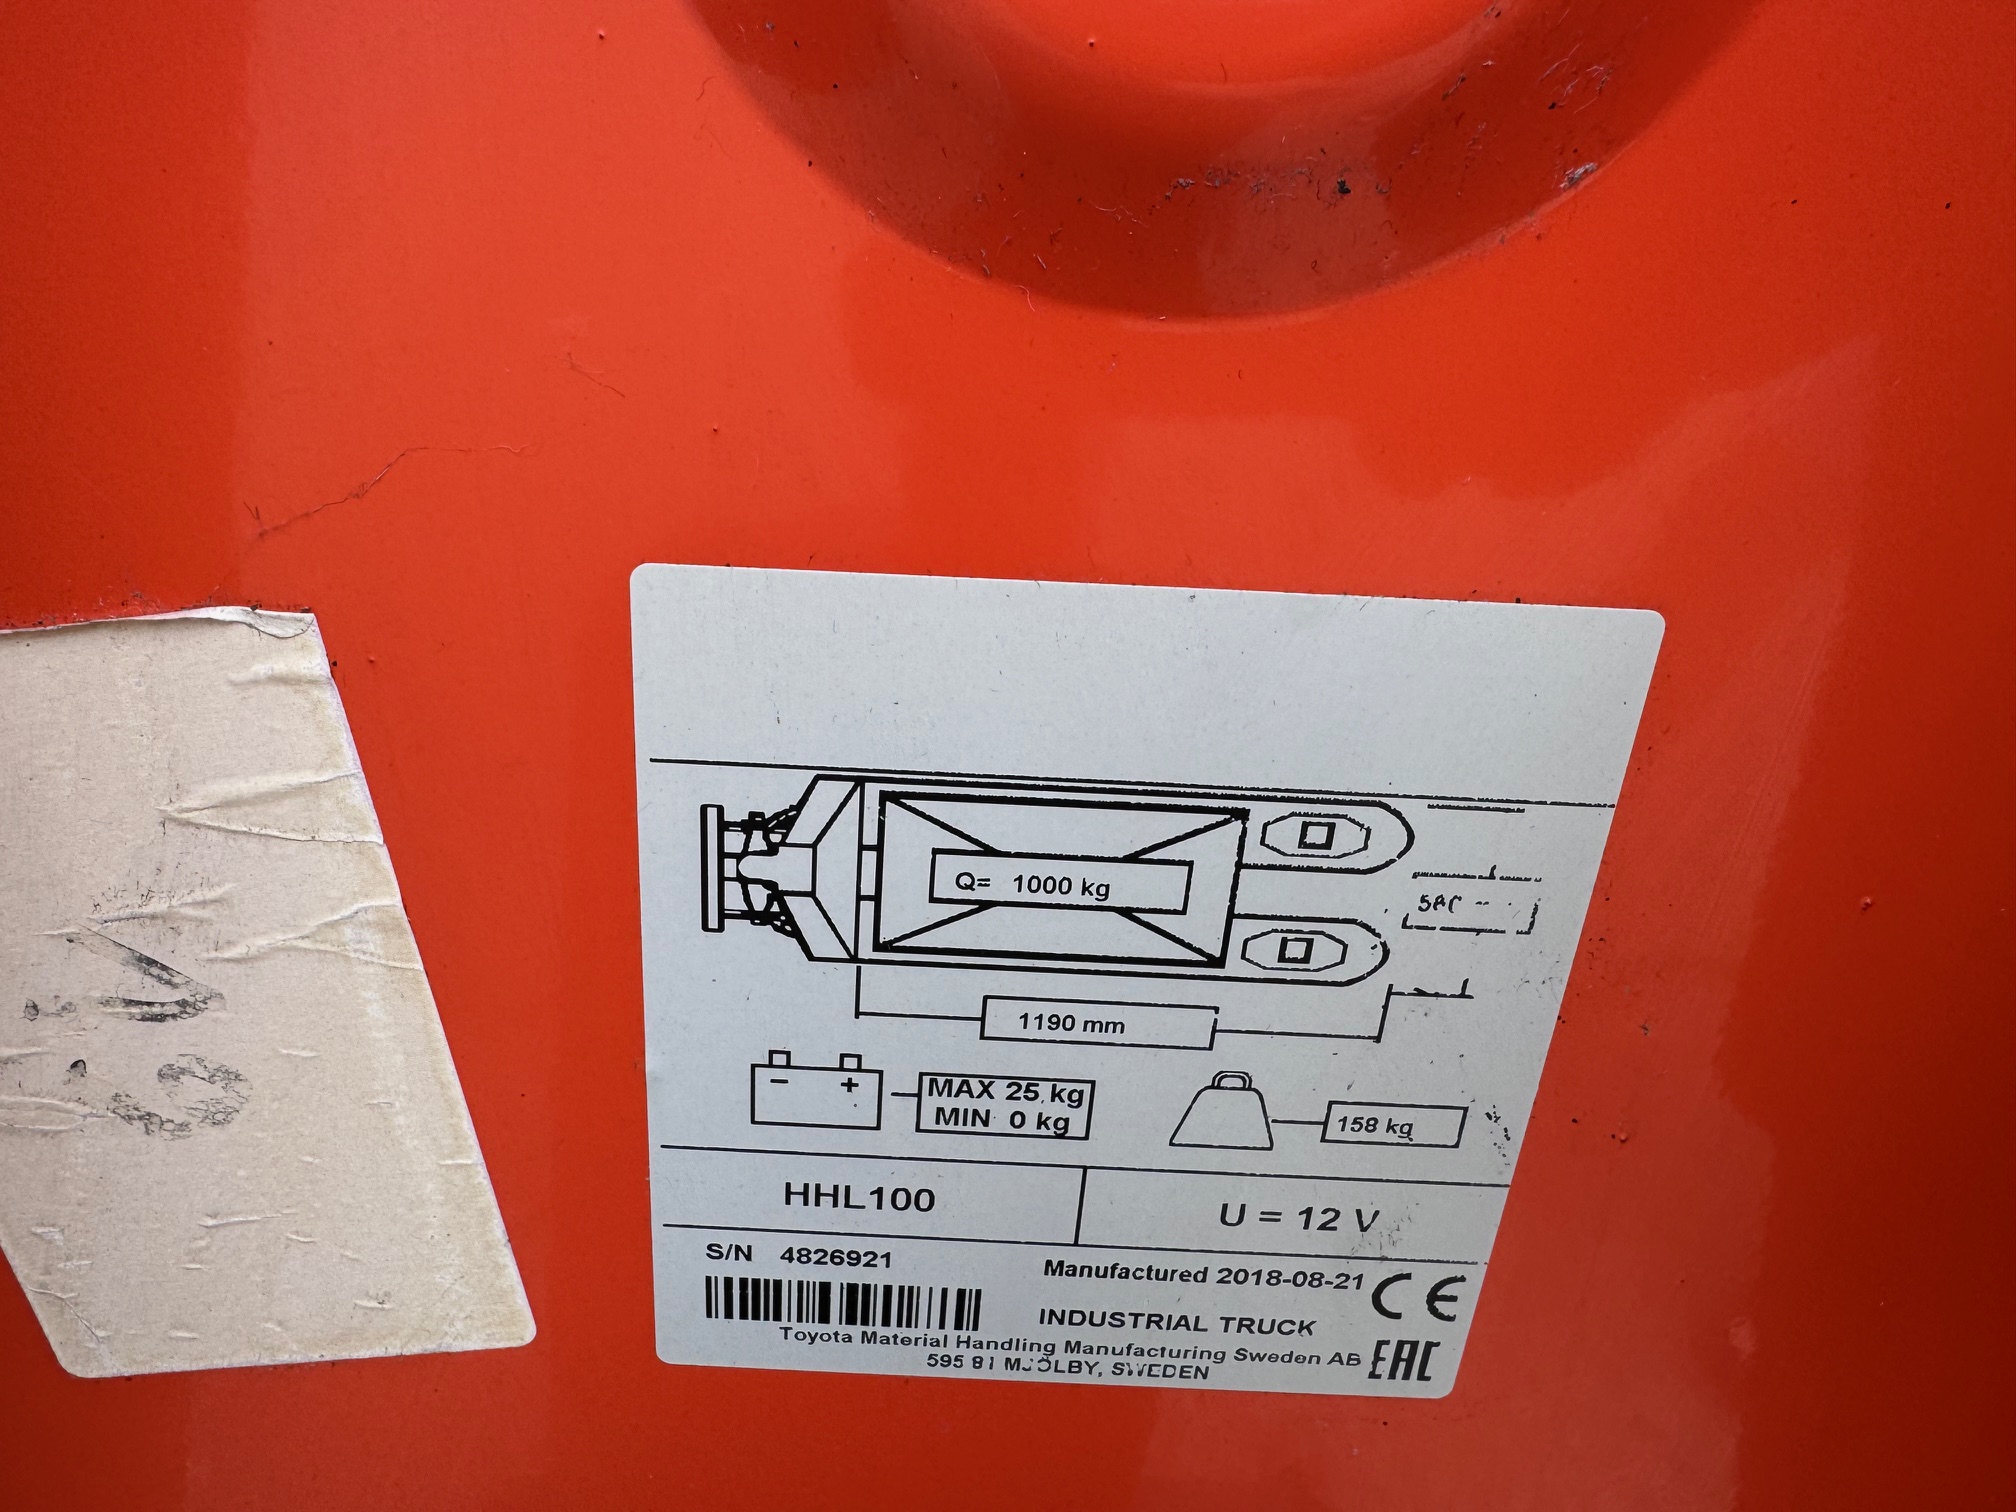 Q= 1000 kg
1190 mm
- +
MAX 25 kg
MIN 0 kg
158 kg
HHL100
U = 12 V
S/N 4826921
Manufactured 2018-08-21
CE
INDUSTRIAL TRUCK
Toyota Material Handling Manufacturing Sweden AB
EAC
595 81 MJÖLBY, SWEDEN